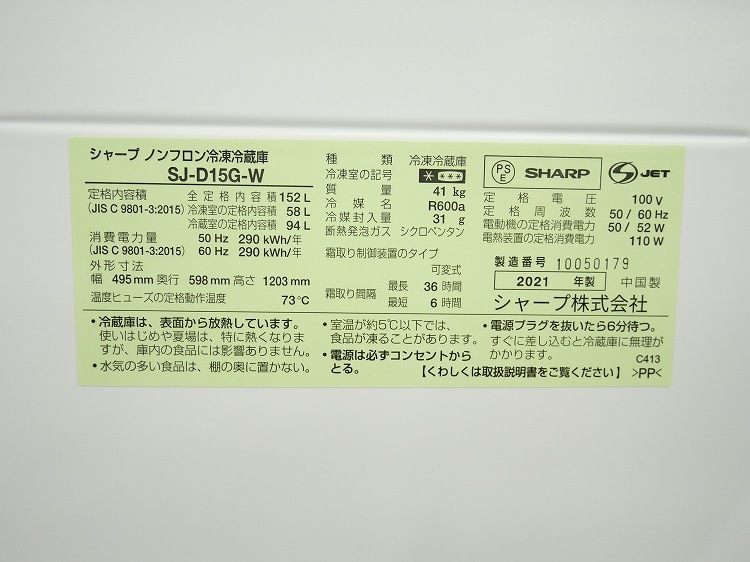 シャープ ノンフロン冷凍冷蔵庫
SJ-D15G-W
定格内容積 全定格内容積 152 L
(JIS C 9801-3:2015) 冷凍室の定格内容積 58 L
冷蔵室の定格内容積 94 L
消費電力量 50 Hz 290 kWh/年
(JIS C 9801-3:2015) 60 Hz 290 kWh/年
外形寸法
幅 495 mm 奥行 598 mm 高さ 1203 mm
温度ヒューズの定格動作温度 73℃
種類 冷凍冷蔵庫
冷凍室の記号 * ***
質量 41 kg
冷媒名 R600a
冷媒封入量 31 g
断熱発泡ガス シクロペンタン
霜取り制御装置のタイプ
可変式
霜取り間隔 最長 36 時間
最短 6 時間
PS
E
SHARP
S JET
定格電圧 100 V
定格周波数 50 / 60 Hz
電動機の定格消費電力 50 / 52 W
電熱装置の定格消費電力 110 W
製造番号 10050179
2021 年製 中国製
シャープ株式会社
・冷蔵庫は、表面から放熱しています。
使いはじめや夏場は、特に熱くなりま
すが、庫内の食品には影響ありません。
・水気の多い食品は、棚の奥に置かない。
・室温が約5℃以下では、
食品が凍ることがあります。
・電源は必ずコンセントから
とる。
・電源プラグを抜いたら6分待つ。
すぐに差し込むと冷蔵庫に無理が
かかります。
C413
【くわしくは取扱説明書をご覧ください】 >PP<